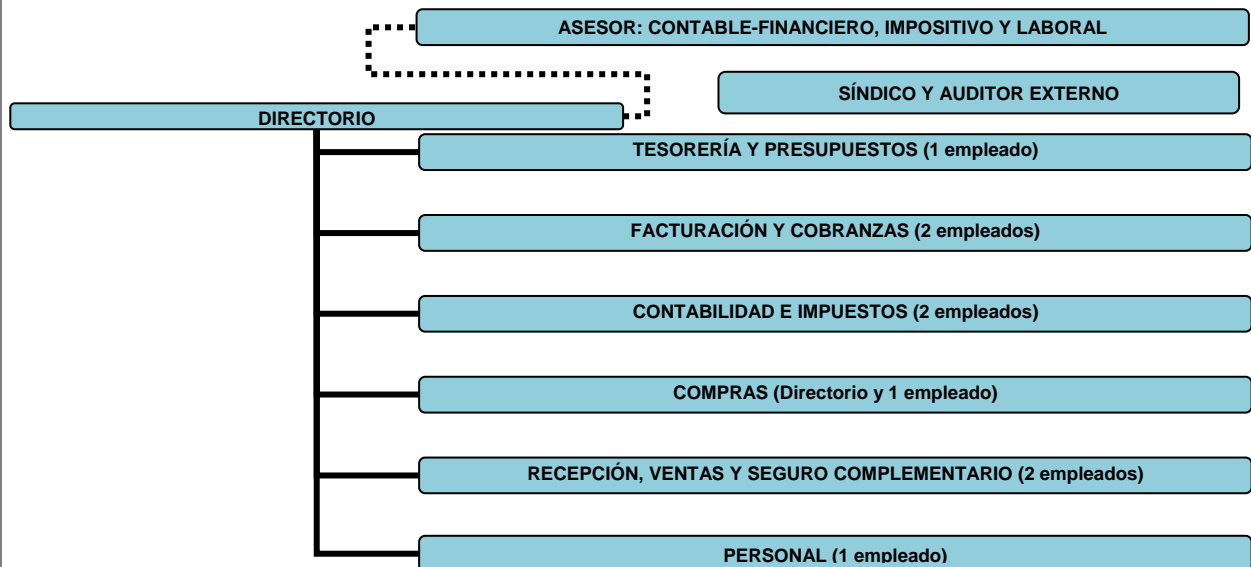 ASESOR: CONTABLE-FINANCIERO, IMPOSITIVO Y LABORAL
SÍNDICO Y AUDITOR EXTERNO
DIRECTORIO
TESORERÍA Y PRESUPUESTOS (1 empleado)
FACTURACIÓN Y COBRANZAS (2 empleados)
CONTABILIDAD E IMPUESTOS (2 empleados)
COMPRAS (Directorio y 1 empleado)
RECEPCIÓN, VENTAS Y SEGURO COMPLEMENTARIO (2 empleados)
PERSONAL (1 empleado)